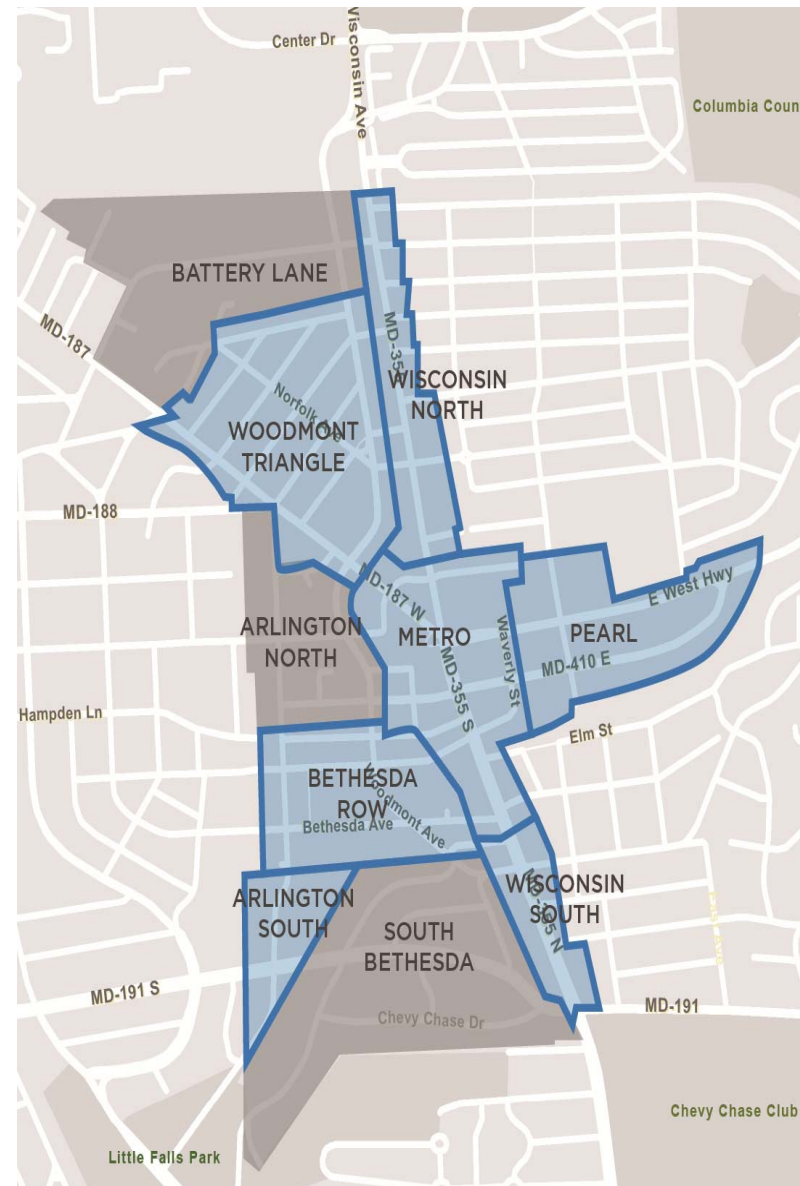 Center Dr
Wisconsin Ave
Columbia Coun
BATTERY LANE
MD-187
MD-35
WISCONSIN
NORTH
Norfolk Ave
WOODMONT
TRIANGLE
MD-188
MD-187 W
E West Hwy
ARLINGTON
NORTH
METRO
Waverly St
PEARL
MD-410 E
MD-355 S
Hampden Ln
Elm St
BETHESDA
ROW
Woodmont Ave
Bethesda Ave
ARLINGTON
SOUTH
WISCONSIN
SOUTH
SOUTH
BETHESDA
MD-191 S
Chevy Chase Dr
MD-191
Chevy Chase Club
Little Falls Park